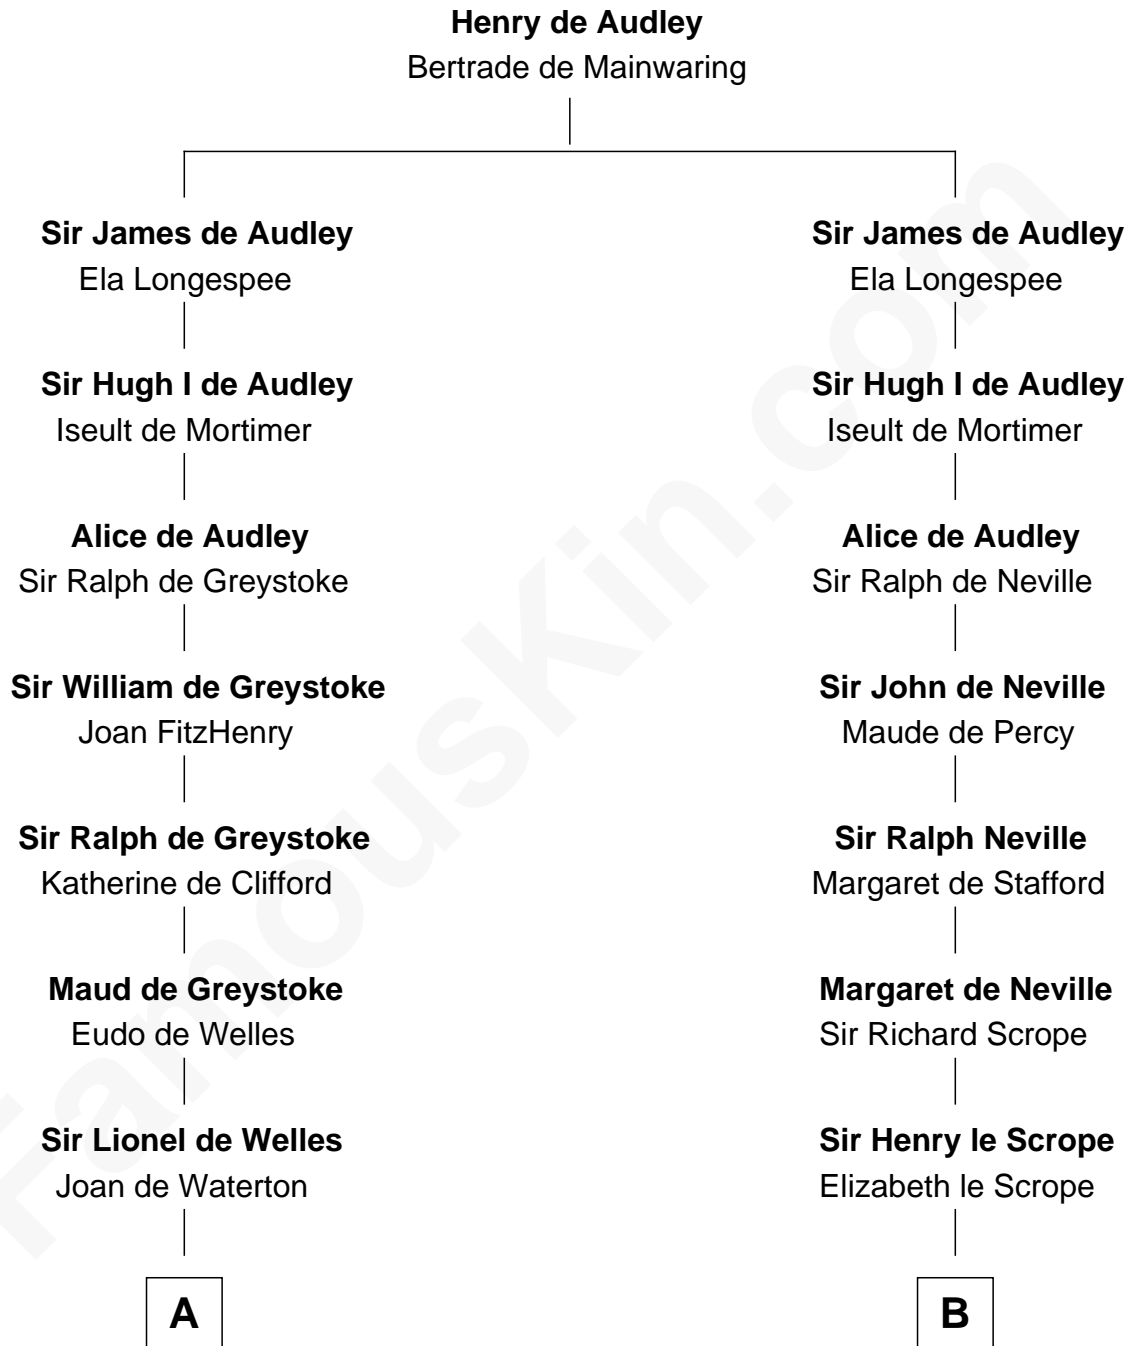 Henry de Audley
Bertrade de Mainwaring
Sir James de Audley
Ela Longespee
Sir Hugh I de Audley
Iseult de Mortimer
Alice de Audley
Sir Ralph de Greystoke
Sir William de Greystoke
Joan FitzHenry
Sir Ralph de Greystoke
Katherine de Clifford
Maud de Greystoke
Eudo de Welles
Sir Lionel de Welles
Joan de Waterton
A
Sir James de Audley
Ela Longespee
Sir Hugh I de Audley
Iseult de Mortimer
Alice de Audley
Sir Ralph de Neville
Sir John de Neville
Maude de Percy
Sir Ralph Neville
Margaret de Stafford
Margaret de Neville
Sir Richard Scrope
Sir Henry le Scrope
Elizabeth le Scrope
B
FamousKin.com